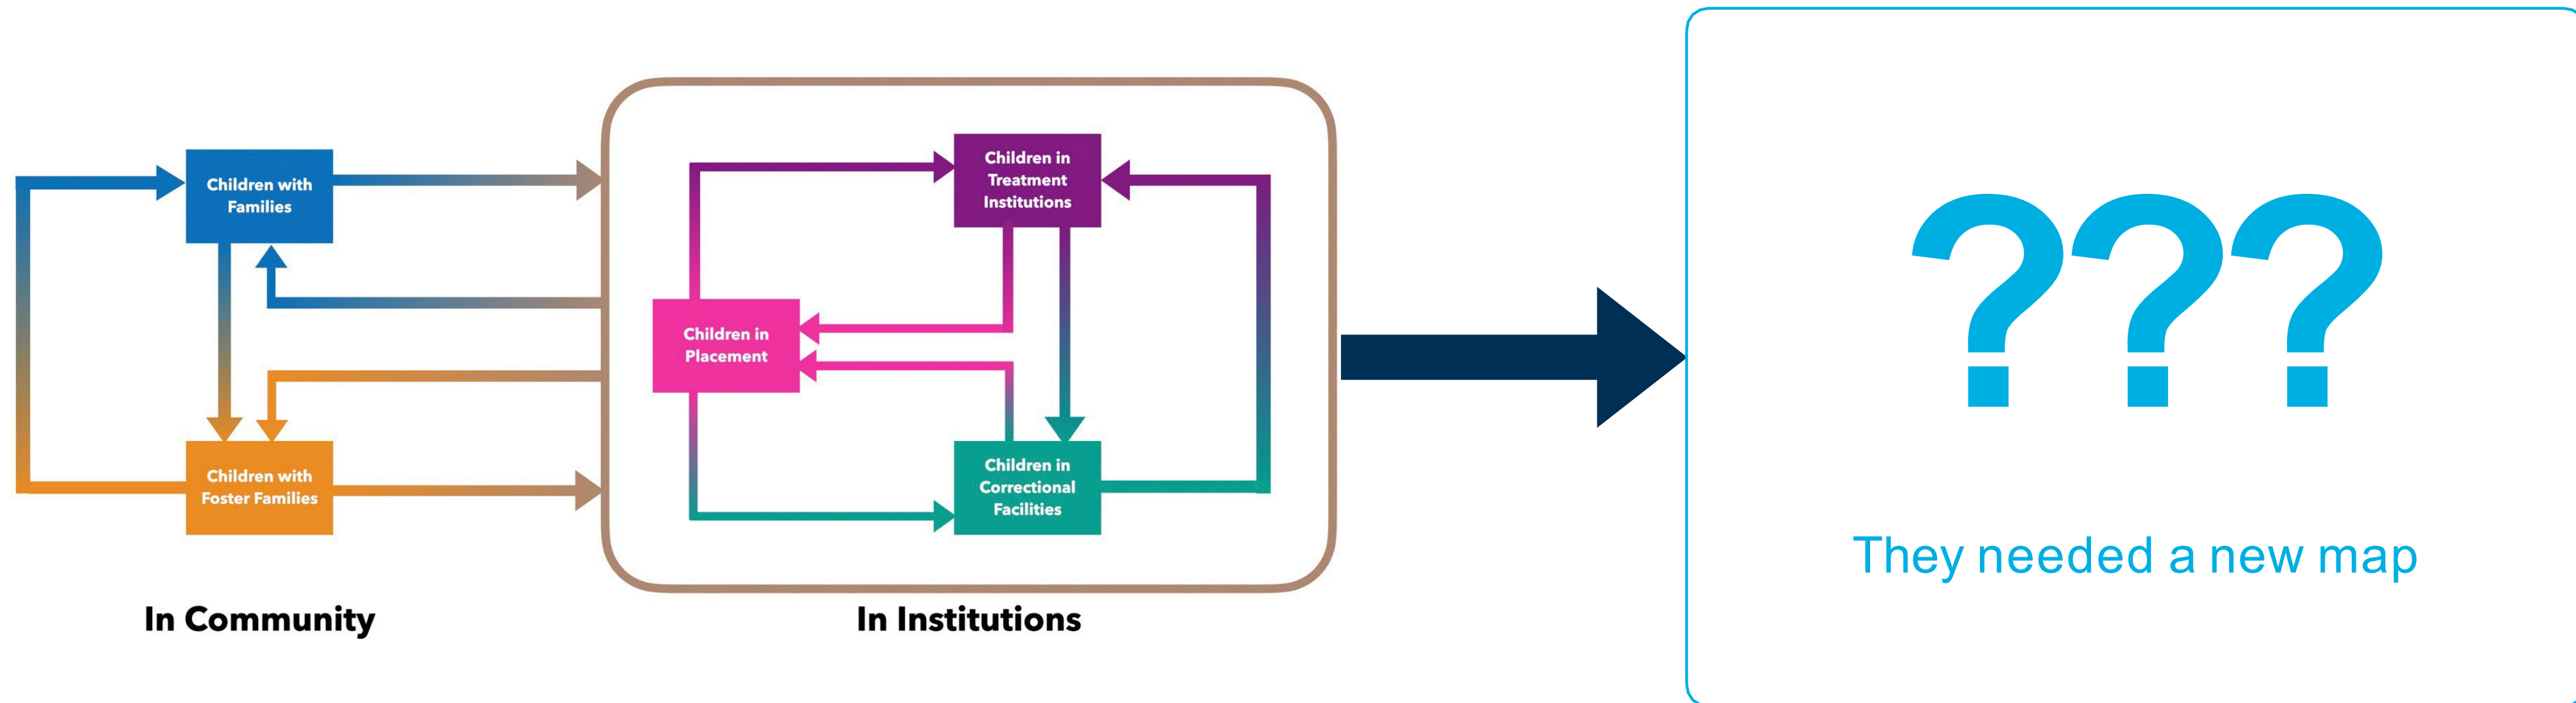 Children with
Families
Children with
Foster Families
In Community
Children in
Treatment
Institutions
Children in
Placement
Children in
Correctional
Facilities
In Institutions
???
They needed a new map